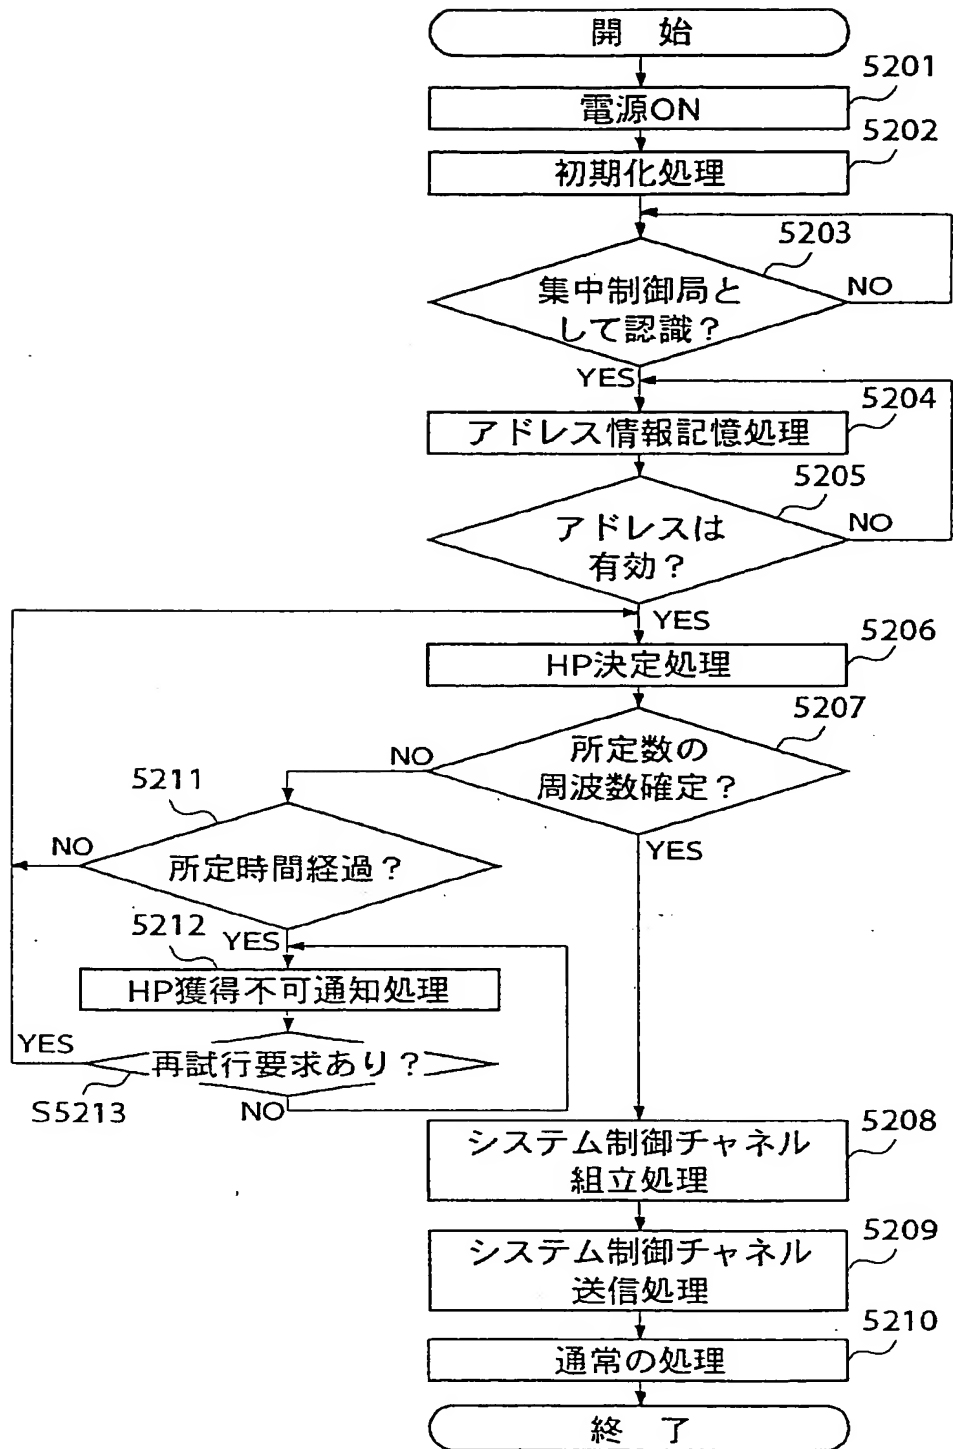 開 始
5201
電源ON
5202
初期化処理
5203
集中制御局と
して認識?
NO
YES
5204
アドレス情報記憶処理
5205
アドレスは
有効?
NO
YES
5206
HP決定処理
5207
所定数の
周波数確定?
NO
YES
5211
所定時間経過?
NO
YES
5212
HP獲得不可通知処理
再試行要求あり?
YES
S5213
NO
5208
システム制御チャネル
組立処理
5209
システム制御チャネル
送信処理
5210
通常の処理
終 了